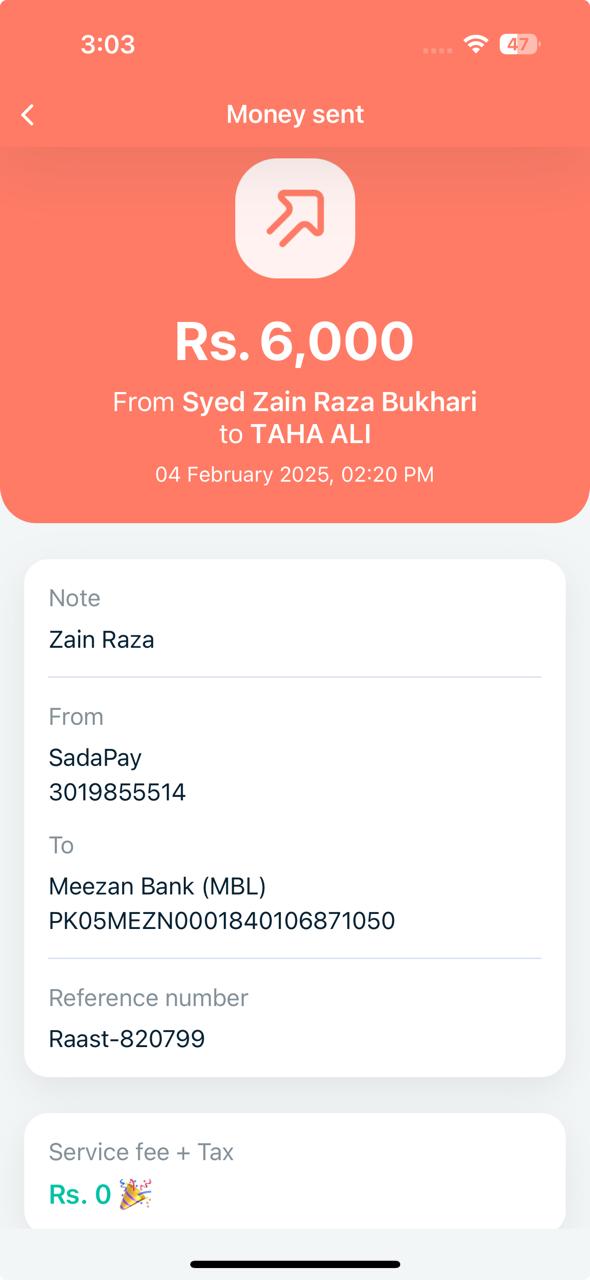 3:03
47
Money sent
Rs. 6,000
From Syed Zain Raza Bukhari
to TAHA ALI
04 February 2025, 02:20 PM
Note
Zain Raza
From
SadaPay
3019855514
To
Meezan Bank (MBL)
PK05MEZN0001840106871050
Reference number
Raast-820799
Service fee + Tax
Rs. 0 🎉